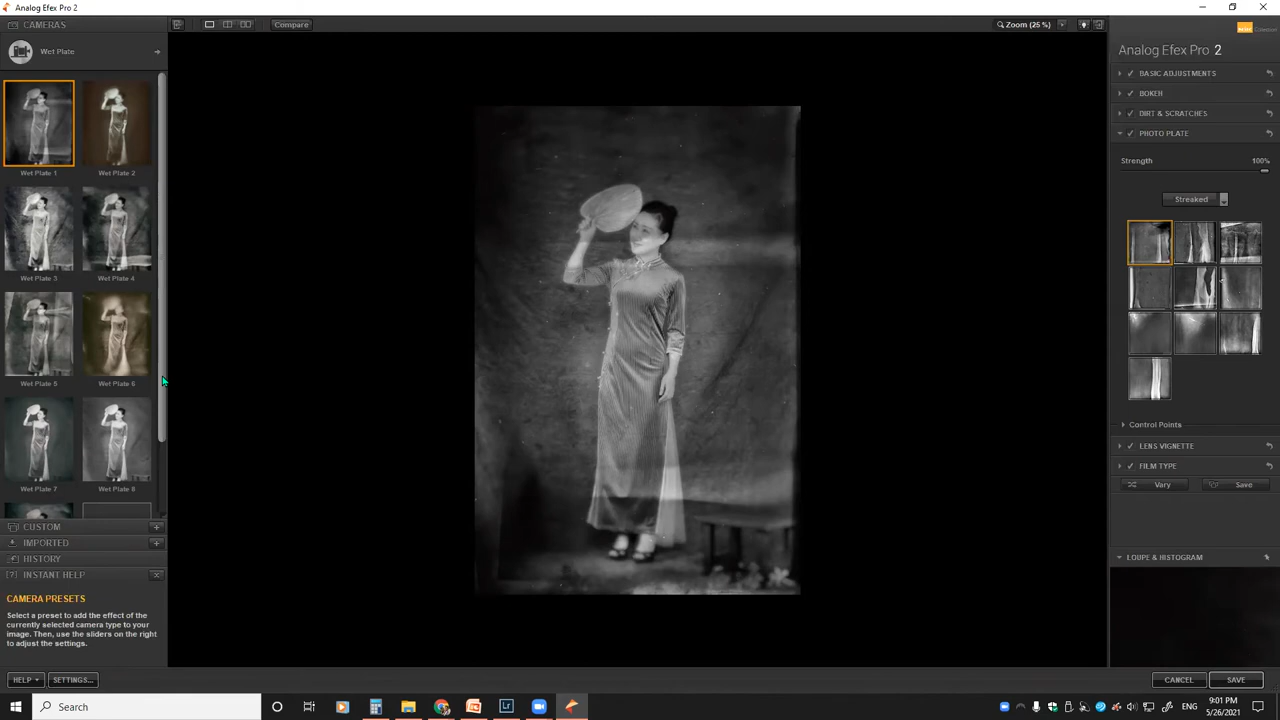 Analog Efex Pro 2
CAMERAS
Compare
Zoom (25 %)
Wet Plate
Analog Efex Pro 2
BASIC ADJUSTMENTS
BOKEH
DIRT & SCRATCHES
PHOTO PLATE
Strength 100%
Streaked
Wet Plate 1 Wet Plate 2
Wet Plate 3 Wet Plate 4
Wet Plate 5 Wet Plate 6
Wet Plate 7 Wet Plate 8
Control Points
LENS VIGNETTE
FILM TYPE
Vary Save
CUSTOM
IMPORTED
HISTORY
LOUPE & HISTOGRAM
INSTANT HELP
CAMERA PRESETS
Select a preset to add the effect of the
currently selected camera type to your
image. Then, use the sliders on the right
to adjust the settings.
HELP SETTINGS...
CANCEL SAVE
Search
ENG
9:01 PM
5/26/2021